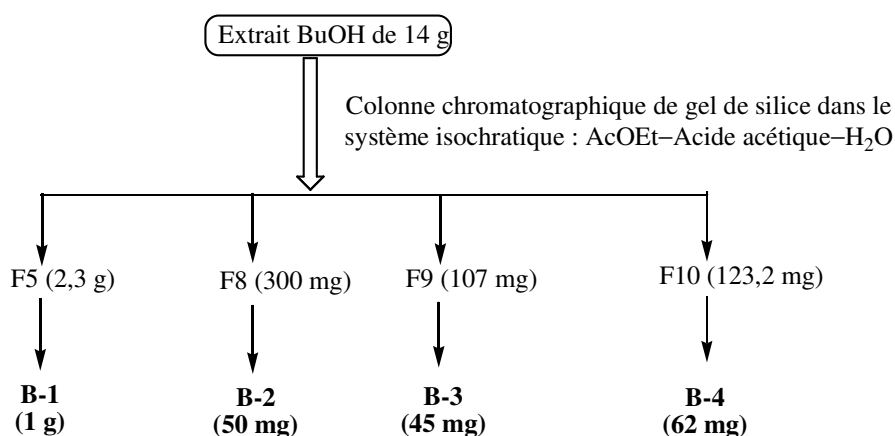 Extrait BuOH de 14 g
Colonne chromatographique de gel de silice dans le
système isochratique : AcOEt−Acide acétique−H₂O
F5 (2,3 g)
F8 (300 mg)
F9 (107 mg)
F10 (123,2 mg)
B-1
(1 g)
B-2
(50 mg)
B-3
(45 mg)
B-4
(62 mg)